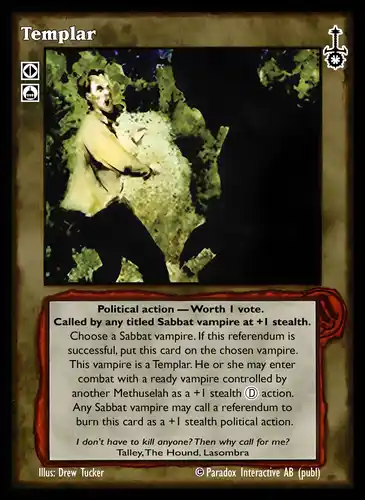 Templar
Political action — Worth 1 vote.
Called by any titled Sabbat vampire at +1 stealth.
Choose a Sabbat vampire. If this referendum is
successful, put this card on the chosen vampire.
This vampire is a Templar. He or she may enter
combat with a ready vampire controlled by
another Methuselah as a +1 stealth Ⓓ action.
Any Sabbat vampire may call a referendum to
burn this card as a +1 stealth political action.
I don't have to kill anyone? Then why call for me?
Talley, The Hound, Lasombra
Illus: Drew Tucker © Paradox Interactive AB (publ)